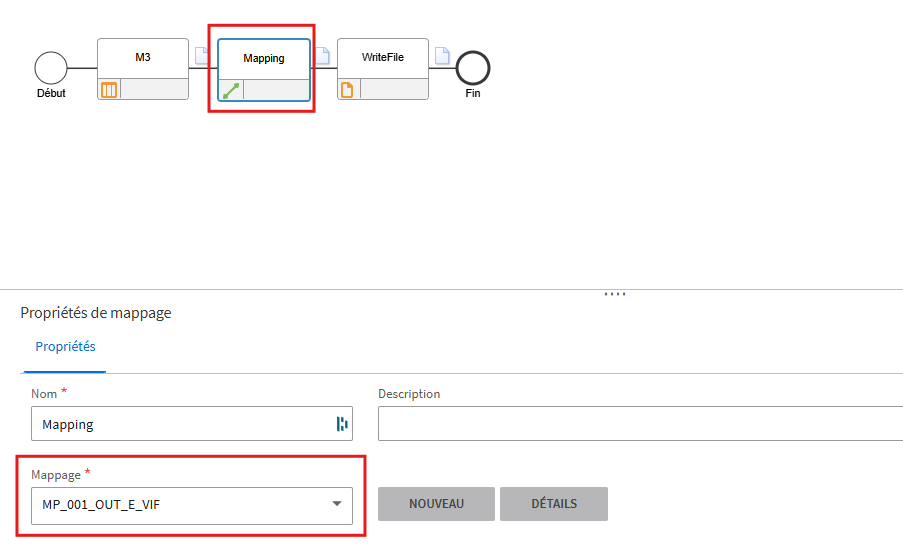 M3
Mapping
WriteFile
Début
Fin
Propriétés de mappage
Propriétés
Nom *
Description
Mapping
Mappage *
MP_001_OUT_E_VIF
NOUVEAU
DÉTAILS